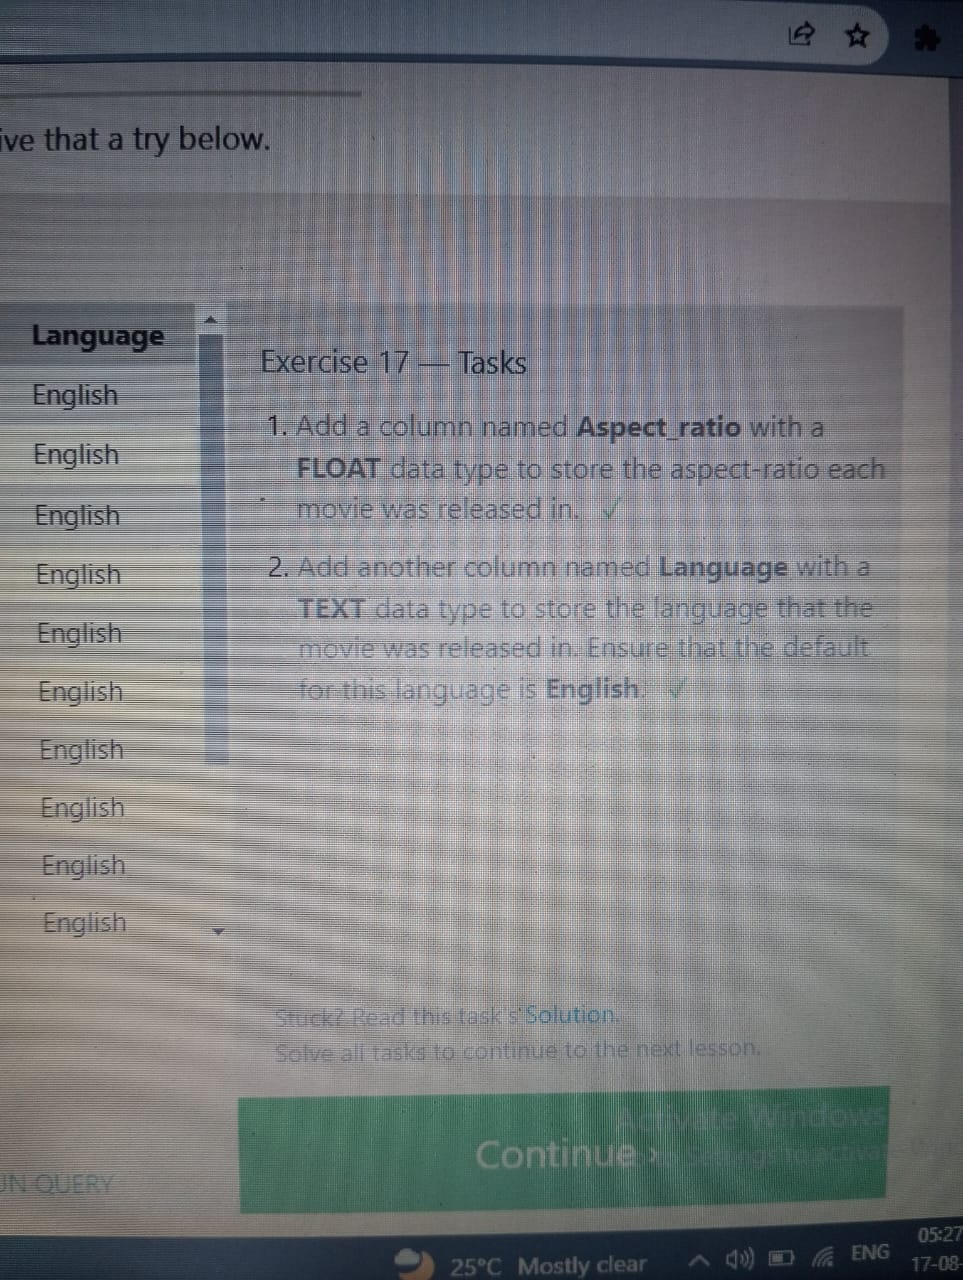 ive that a try below.
Language
English
English
English
English
English
English
English
English
English
English
Exercise 17 — Tasks
1. Add a column named Aspect_ratio with a
FLOAT data type to store the aspect-ratio each
movie was released in. ✓
2. Add another column named Language with a
TEXT data type to store the language that the
movie was released in. Ensure that the default
for this language is English. ✓
Stuck? Read this task's Solution.
Solve all tasks to continue to the next lesson.
Activate Windows
Settings to activa
Continue ›
UN QUERY
25°C Mostly clear
ENG
05:27
17-08-